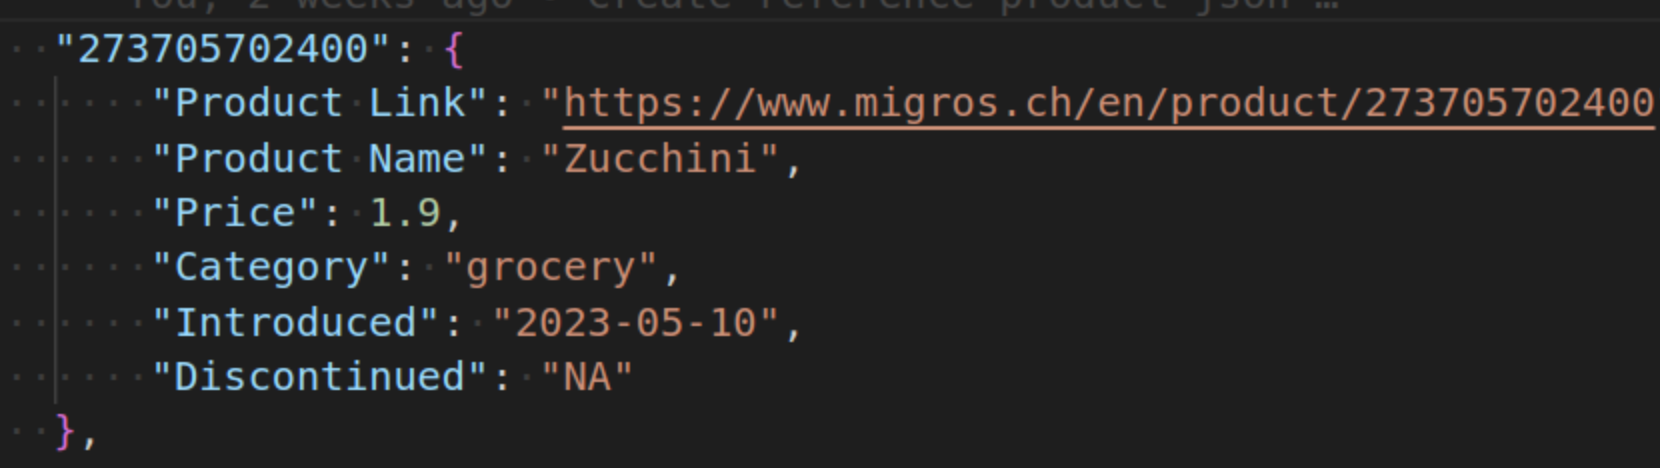 You, 2 weeks ago • Create reference product json …
"273705702400": {
"Product Link": "https://www.migros.ch/en/product/273705702400
"Product Name": "Zucchini",
"Price": 1.9,
"Category": "grocery",
"Introduced": "2023-05-10",
"Discontinued": "NA"
},